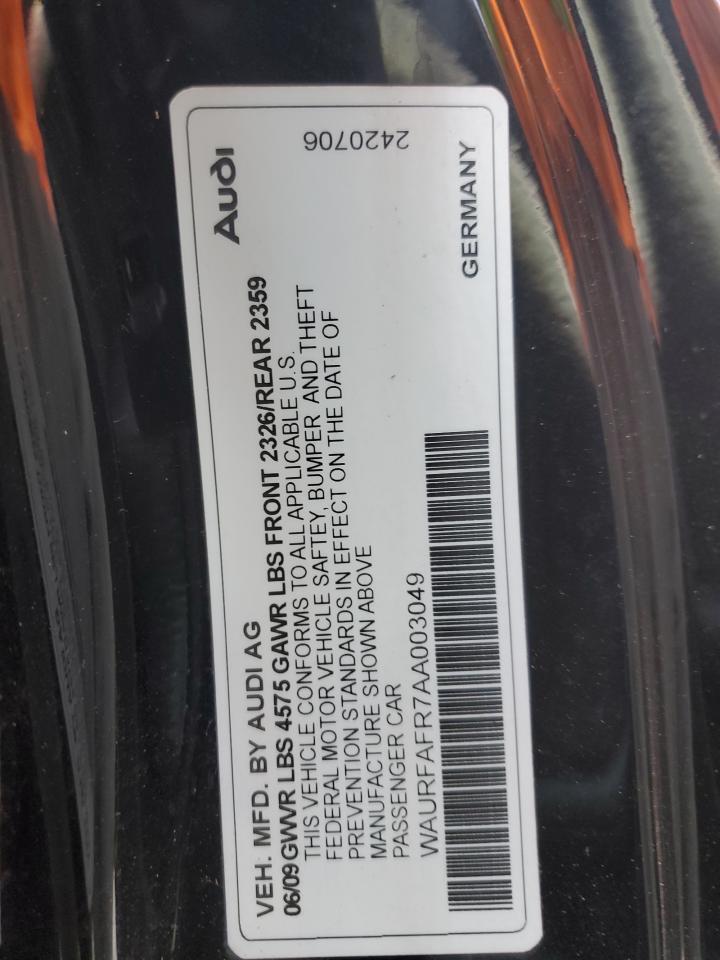 AUDI
2420706
VEH. MFD. BY AUDI AG
06/09 GWVR LBS 4575 GAWR LBS FRONT 2326/REAR 2359
THIS VEHICLE CONFORMS TO ALL APPLICABLE U.S.
FEDERAL MOTOR VEHICLE SAFTEY, BUMPER AND THEFT
PREVENTION STANDARDS IN EFFECT ON THE DATE OF
MANUFACTURE SHOWN ABOVE
PASSENGER CAR
WAURFAFR7AA003049
GERMANY